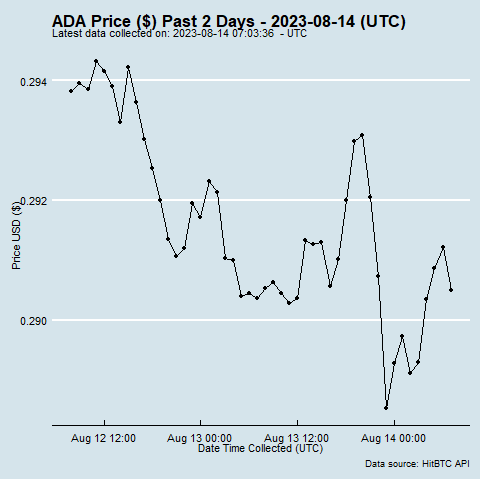 ADA Price ($) Past 2 Days - 2023-08-14 (UTC)
Latest data collected on: 2023-08-14 07:03:36  - UTC
0.294
0.292
0.290
Price USD ($)
Aug 12 12:00 Aug 13 00:00 Aug 13 12:00 Aug 14 00:00
Date Time Collected (UTC)
Data source: HitBTC API